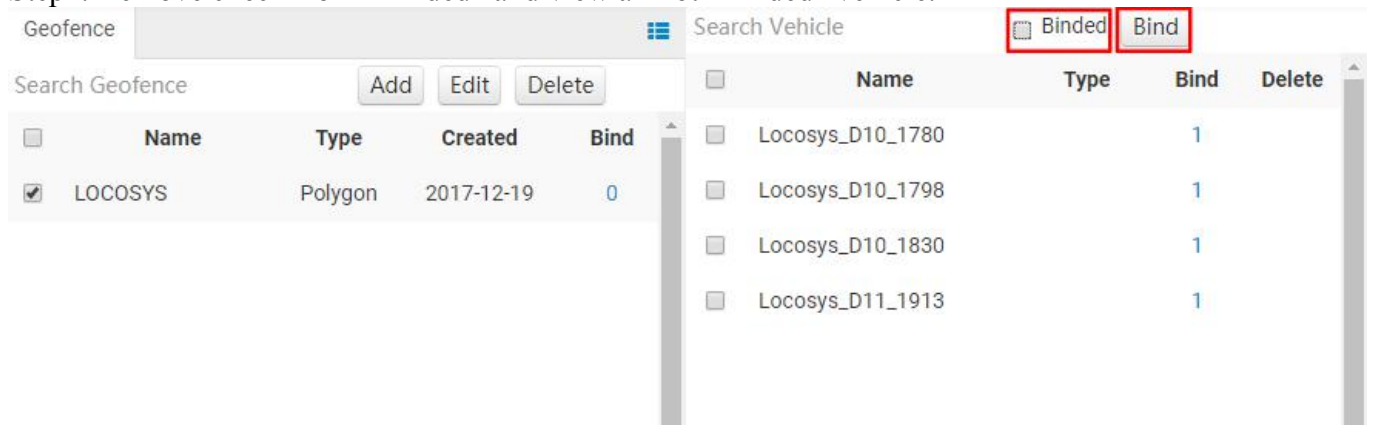 Geofence
Search Geofence Add Edit Delete
Name Type Created Bind
LOCOSYS Polygon 2017-12-19 0
Search Vehicle Binded Bind
Name Type Bind Delete
Locosys_D10_1780 1
Locosys_D10_1798 1
Locosys_D10_1830 1
Locosys_D11_1913 1